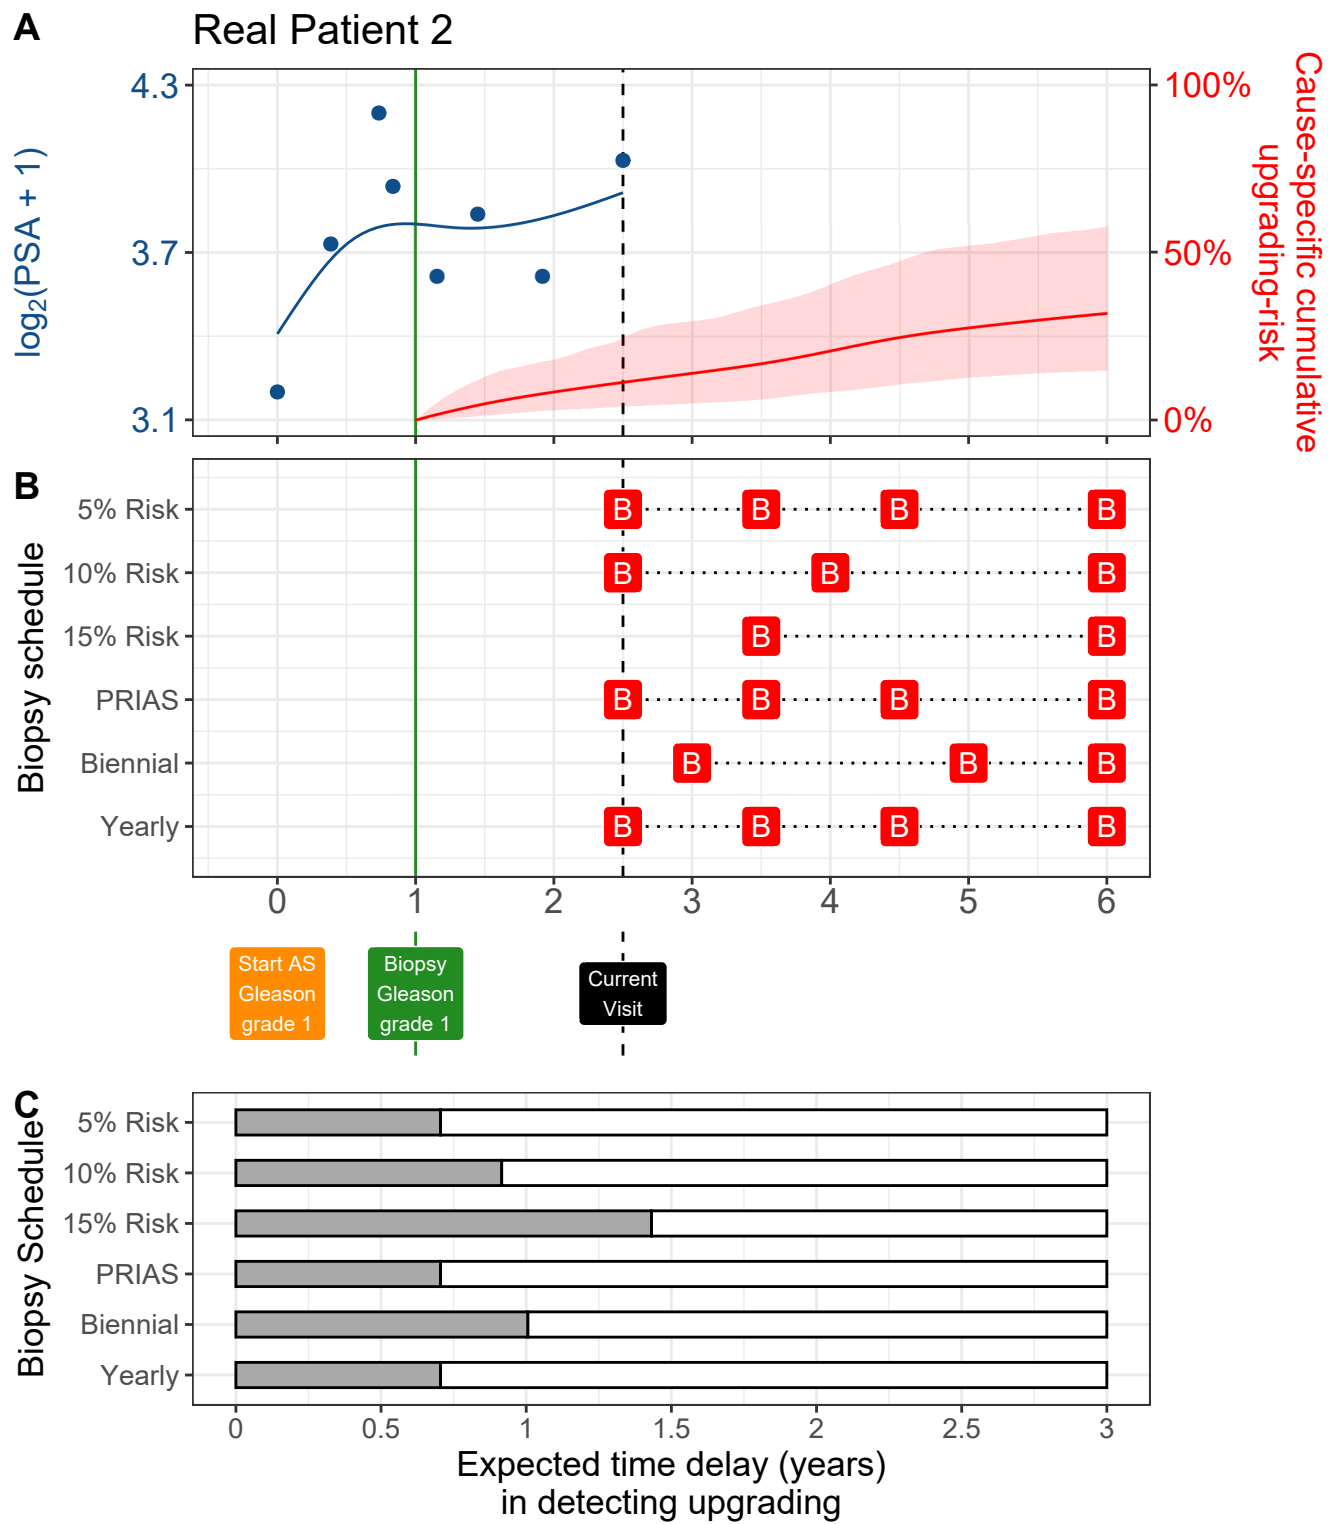 A
Real Patient 2
log₂(PSA + 1)
4.3
3.7
3.1
100%
50%
0%
Cause-specific cumulative
upgrading-risk
B
Biopsy schedule
5% Risk
B B B B
10% Risk
B B B
15% Risk
B B
PRIAS
B B B B
Biennial
B B B
Yearly
B B B B
0 1 2 3 4 5 6
Start AS
Gleason
grade 1
Biopsy
Gleason
grade 1
Current
Visit
C
Biopsy Schedule
5% Risk
10% Risk
15% Risk
PRIAS
Biennial
Yearly
0 0.5 1 1.5 2 2.5 3
Expected time delay (years)
in detecting upgrading